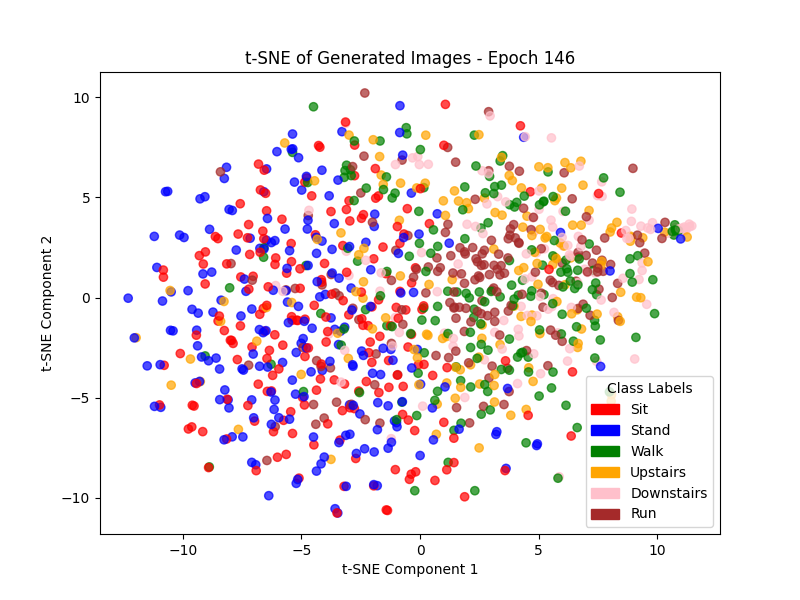 t-SNE of Generated Images - Epoch 146
t-SNE Component 2
10
5
0
−5
−10
−10
−5
0
5
10
t-SNE Component 1
Class Labels
Sit
Stand
Walk
Upstairs
Downstairs
Run